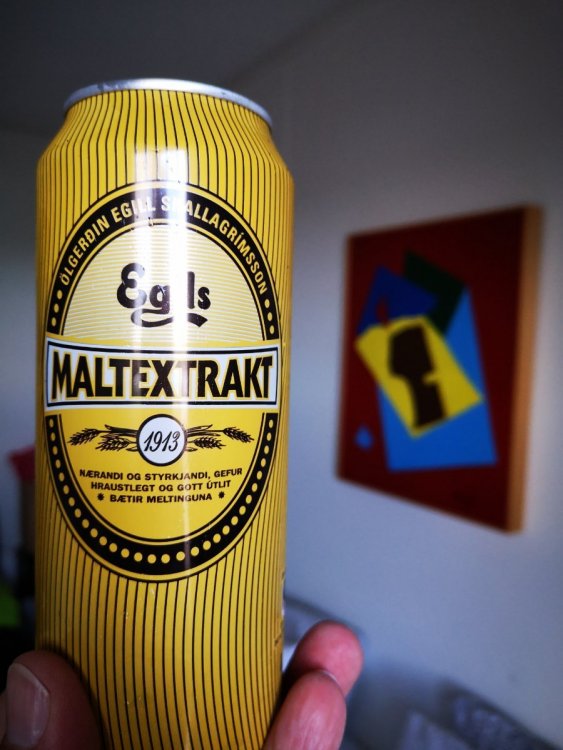 ÖLGERÐIN EGILL SKALLAGRÍMSSON
Egils
MALTEXTRAKT
1913
NÆRANDI OG STYRKJANDI, GEFUR
HRAUSTLEGT OG GOTT ÚTLIT
* BÆTIR MELTINGUNA *